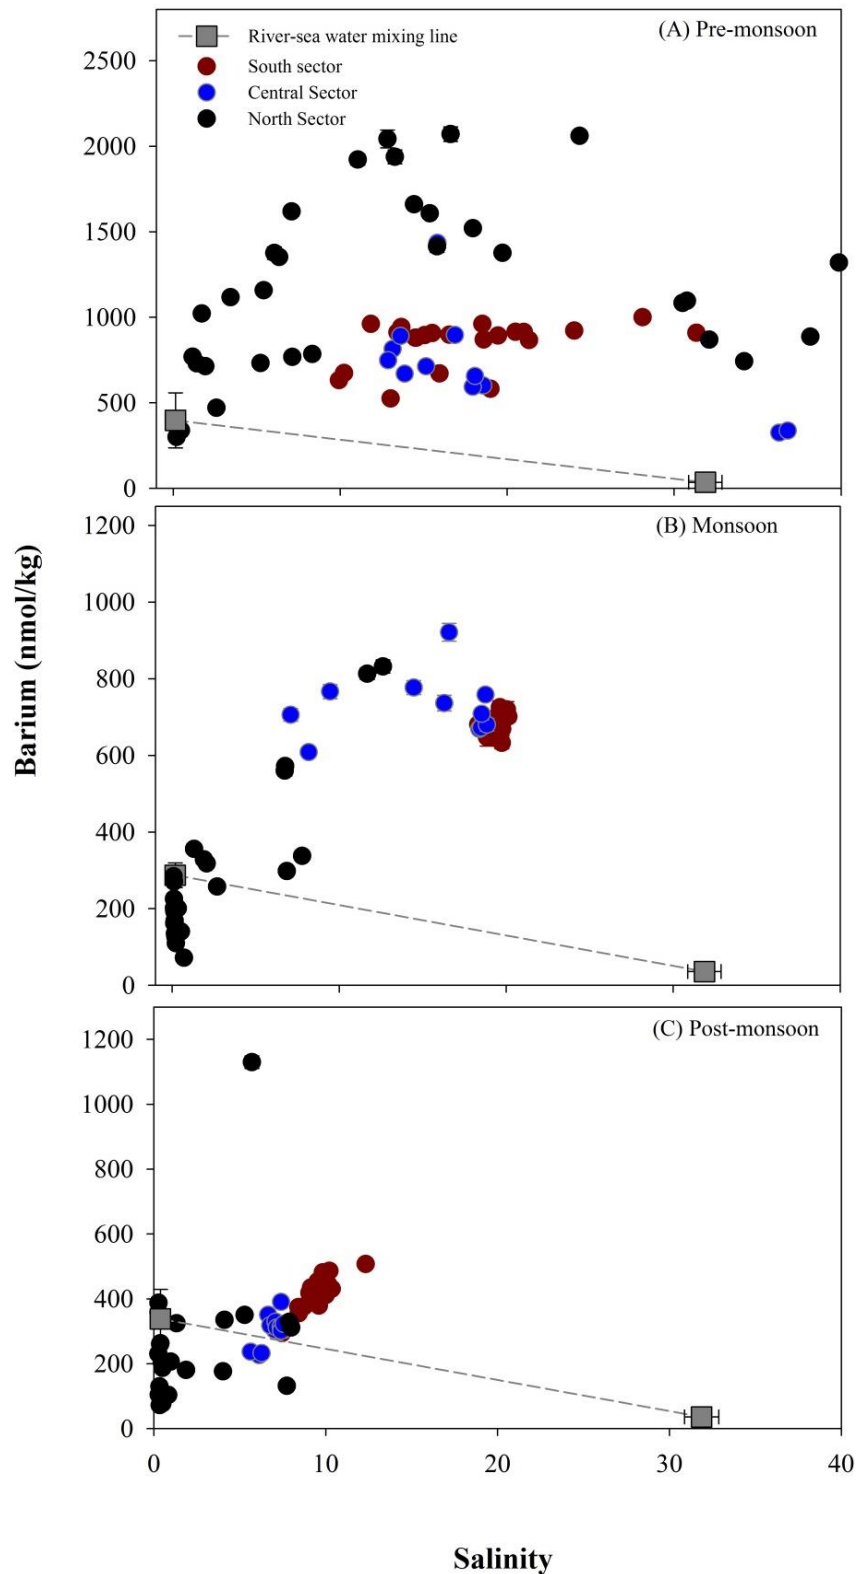 (A) Pre-monsoon
River-sea water mixing line
South sector
Central Sector
North Sector
2500
2000
1500
1000
500
0
(B) Monsoon
1200
1000
800
600
400
200
0
Barium (nmol/kg)
(C) Post-monsoon
1200
1000
800
600
400
200
0
0 10 20 30 40
Salinity